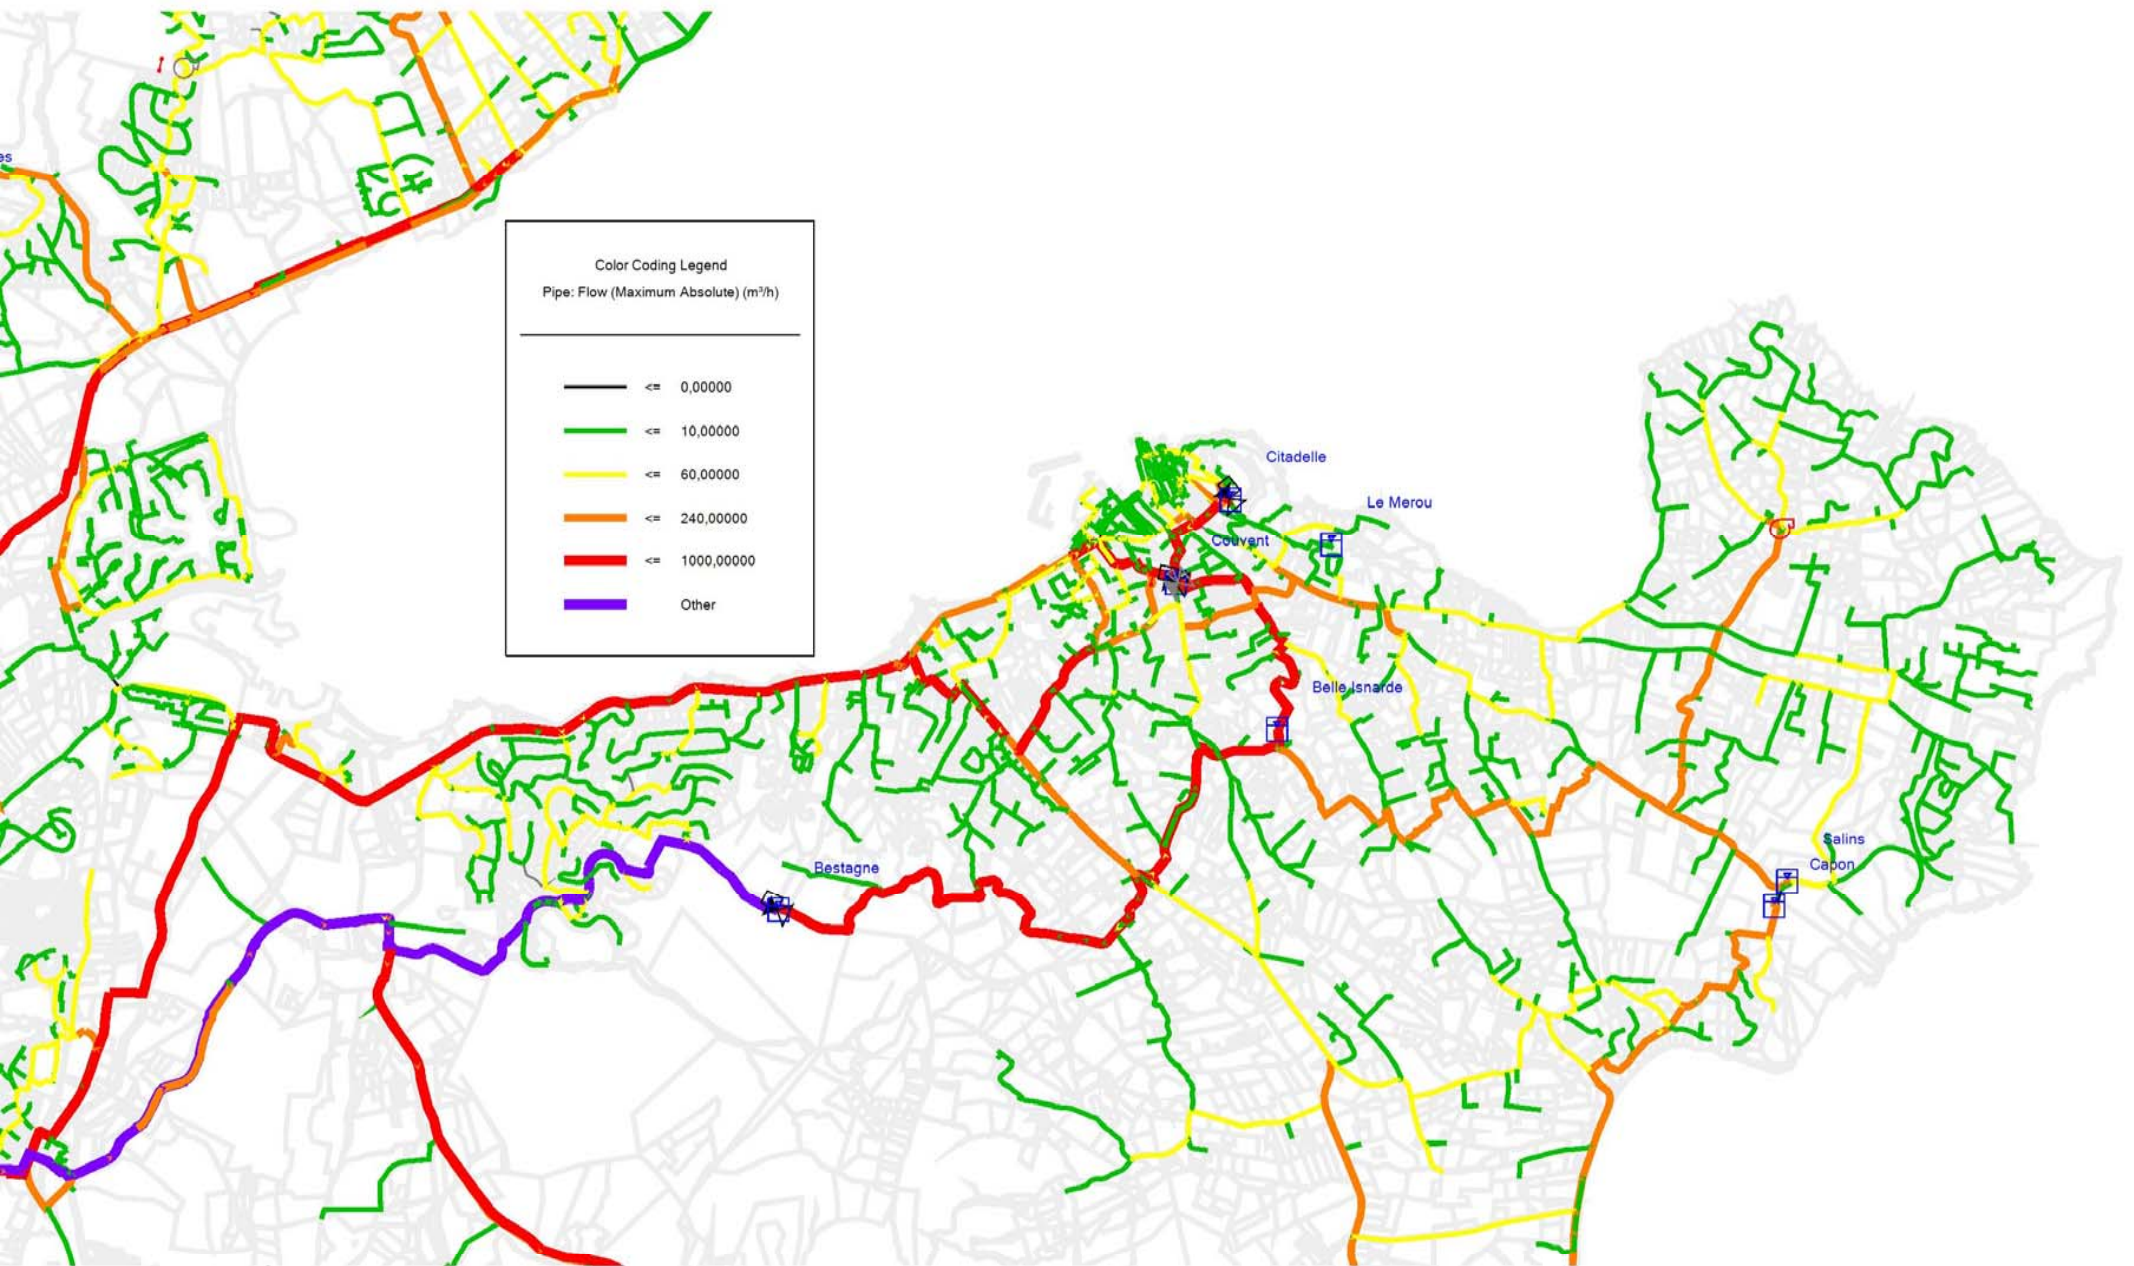 es
Color Coding Legend
Pipe: Flow (Maximum Absolute) (m³/h)
<= 0,00000
<= 10,00000
<= 60,00000
<= 240,00000
<= 1000,00000
Other
Citadelle
Le Merou
Couvent
Belle Isnarde
Bestagne
Salins
Capon